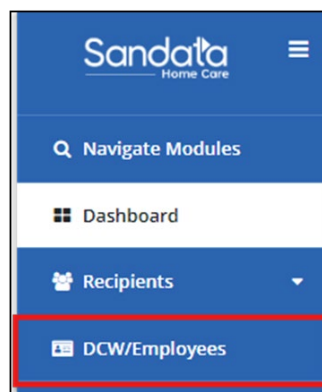 Sandata
Home Care
Navigate Modules
Dashboard
Recipients
DCW/Employees